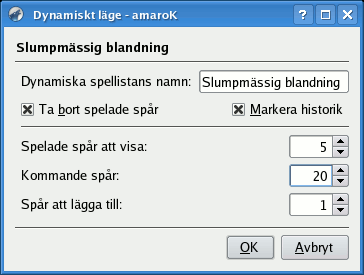 Dynamiskt läge - amaroK
Slumpmässig blandning
Dynamiska spellistans namn: Slumpmässig blandning
Ta bort spelade spår Markera historik
Spelade spår att visa: 5
Kommande spår: 20
Spår att lägga till: 1
OK Avbryt